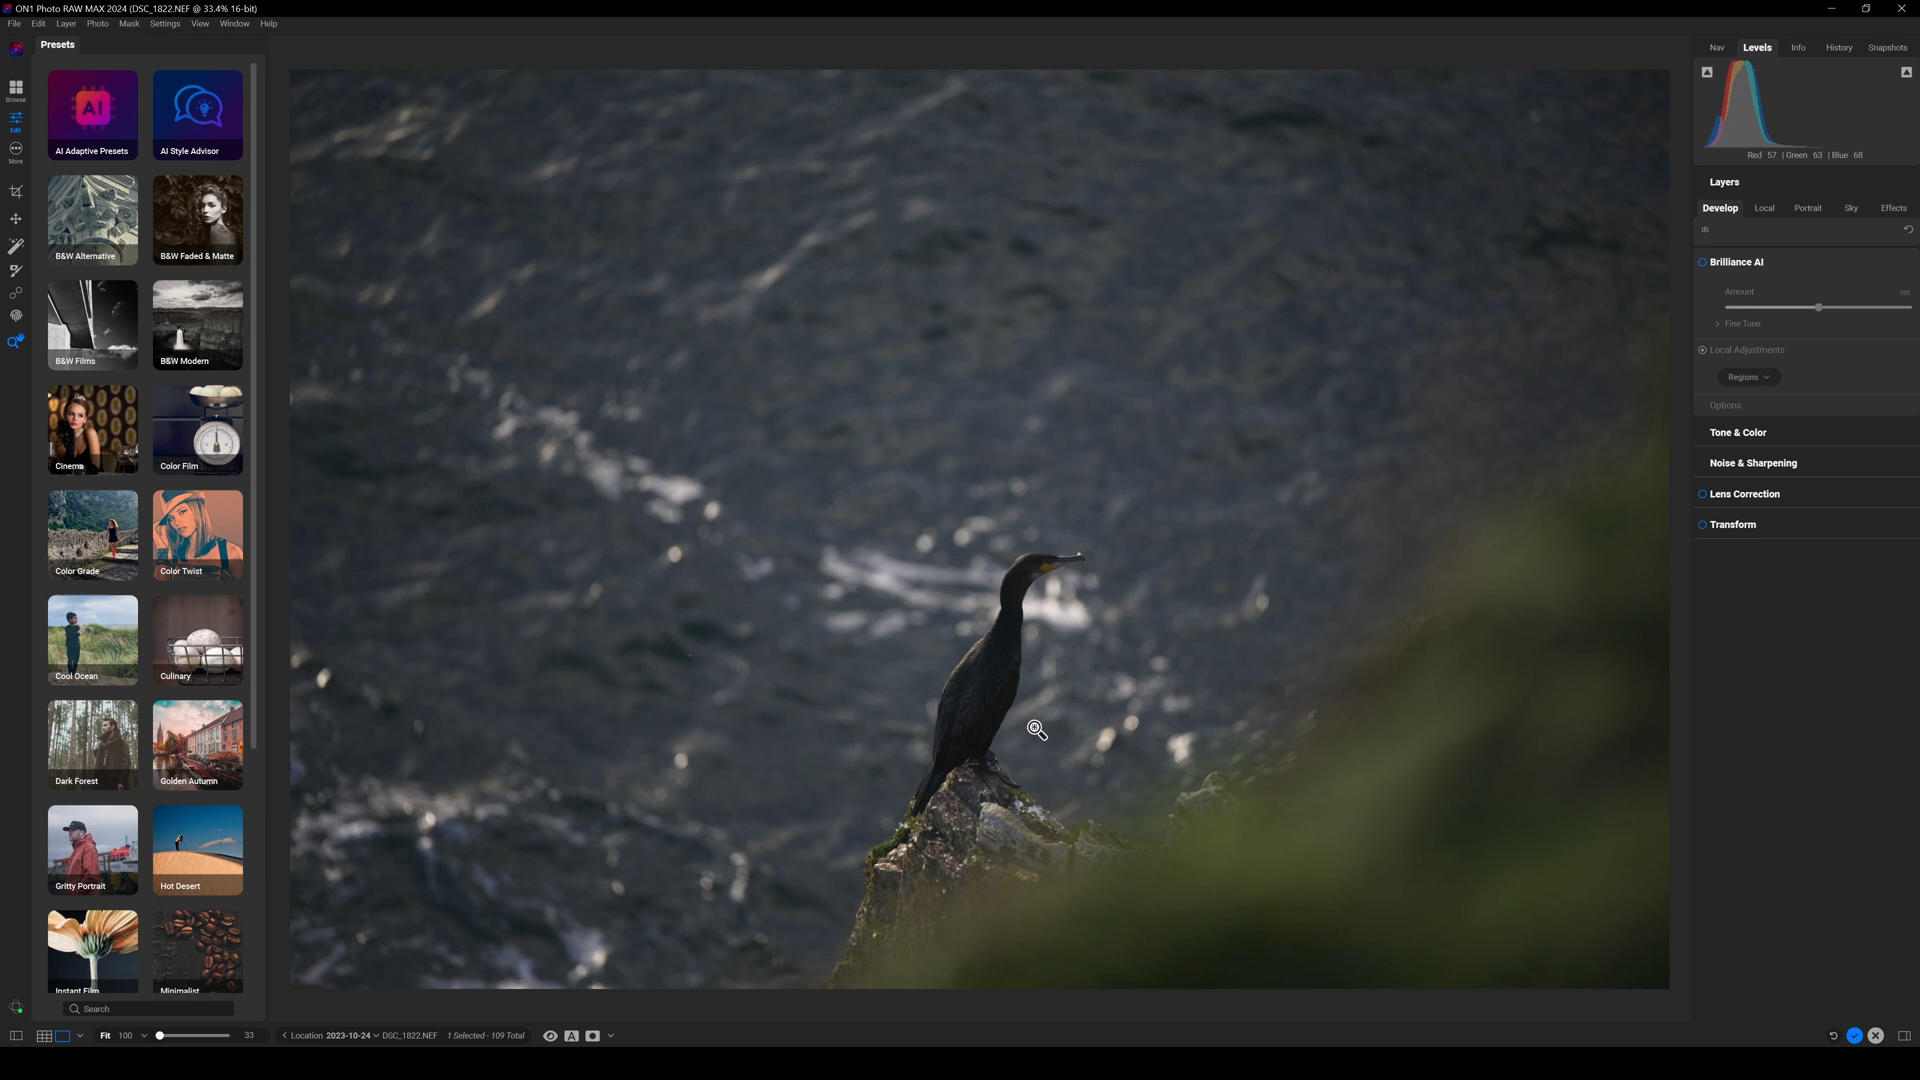 ON1 Photo RAW MAX 2024 (DSC_1822.NEF @ 33.4% 16-bit)
File Edit Layer Photo Mask Settings View Window Help
Presets
Browse
Edit
More
AI
AI Adaptive Presets
AI Style Advisor
B&W Alternative
B&W Faded & Matte
B&W Films
B&W Modern
Cinema
Color Film
Color Grade
Color Twist
Cool Ocean
Culinary
Dark Forest
Golden Autumn
Gritty Portrait
Hot Desert
Instant Film
Minimalist
Search
Nav Levels Info History Snapshots
Red 57 | Green 63 | Blue 68
Layers
Develop Local Portrait Sky Effects
Brilliance AI
Amount 100
Fine Tune
Local Adjustments
Regions
Options
Tone & Color
Noise & Sharpening
Lens Correction
Transform
Fit 100 33 Location 2023-10-24 DSC_1822.NEF 1 Selected - 109 Total A